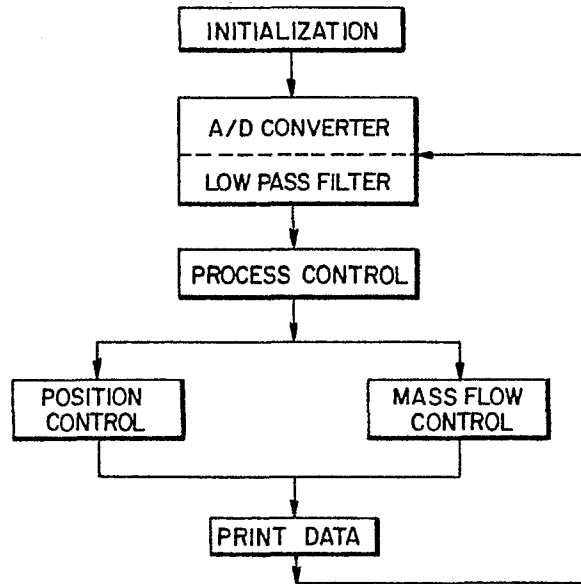 INITIALIZATION
A/D CONVERTER
LOW PASS FILTER
PROCESS CONTROL
POSITION
CONTROL
MASS FLOW
CONTROL
PRINT DATA